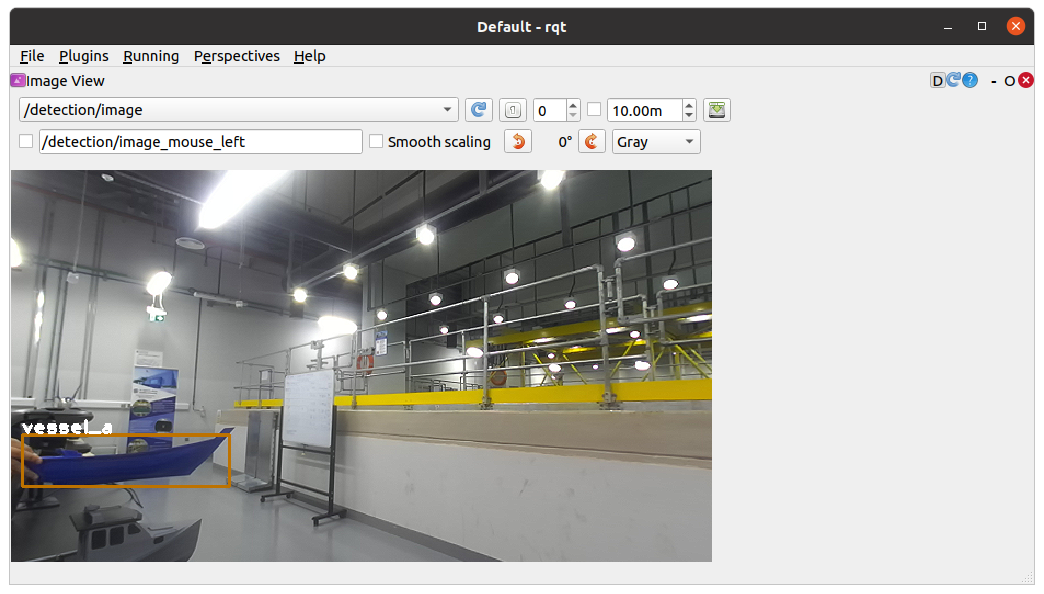 Default - rqt
File Plugins Running Perspectives Help
Image View
D
- O
/detection/image
0
10.00m
/detection/image_mouse_left
Smooth scaling
0°
Gray
vessel_a